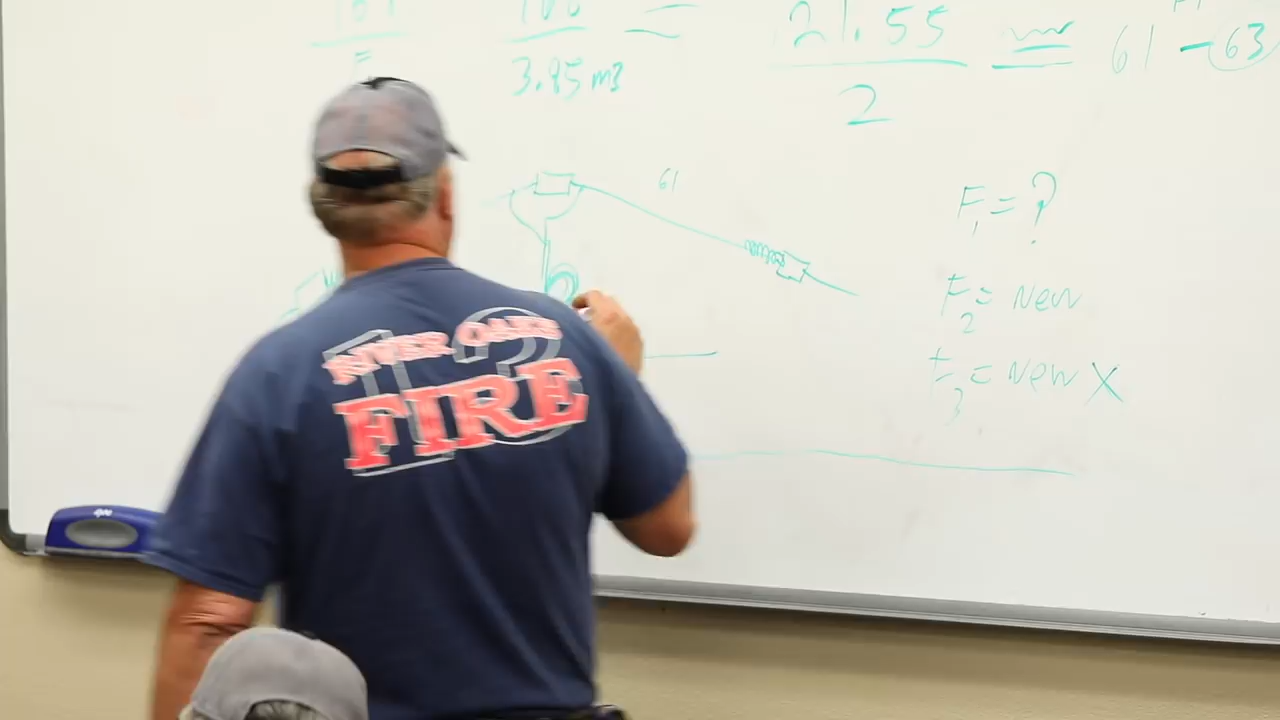 21.55
61 - 63
3.85 m3
2
61
F1 = ?
F2 = New
F3 = New X
RIVER OAKS
FIRE